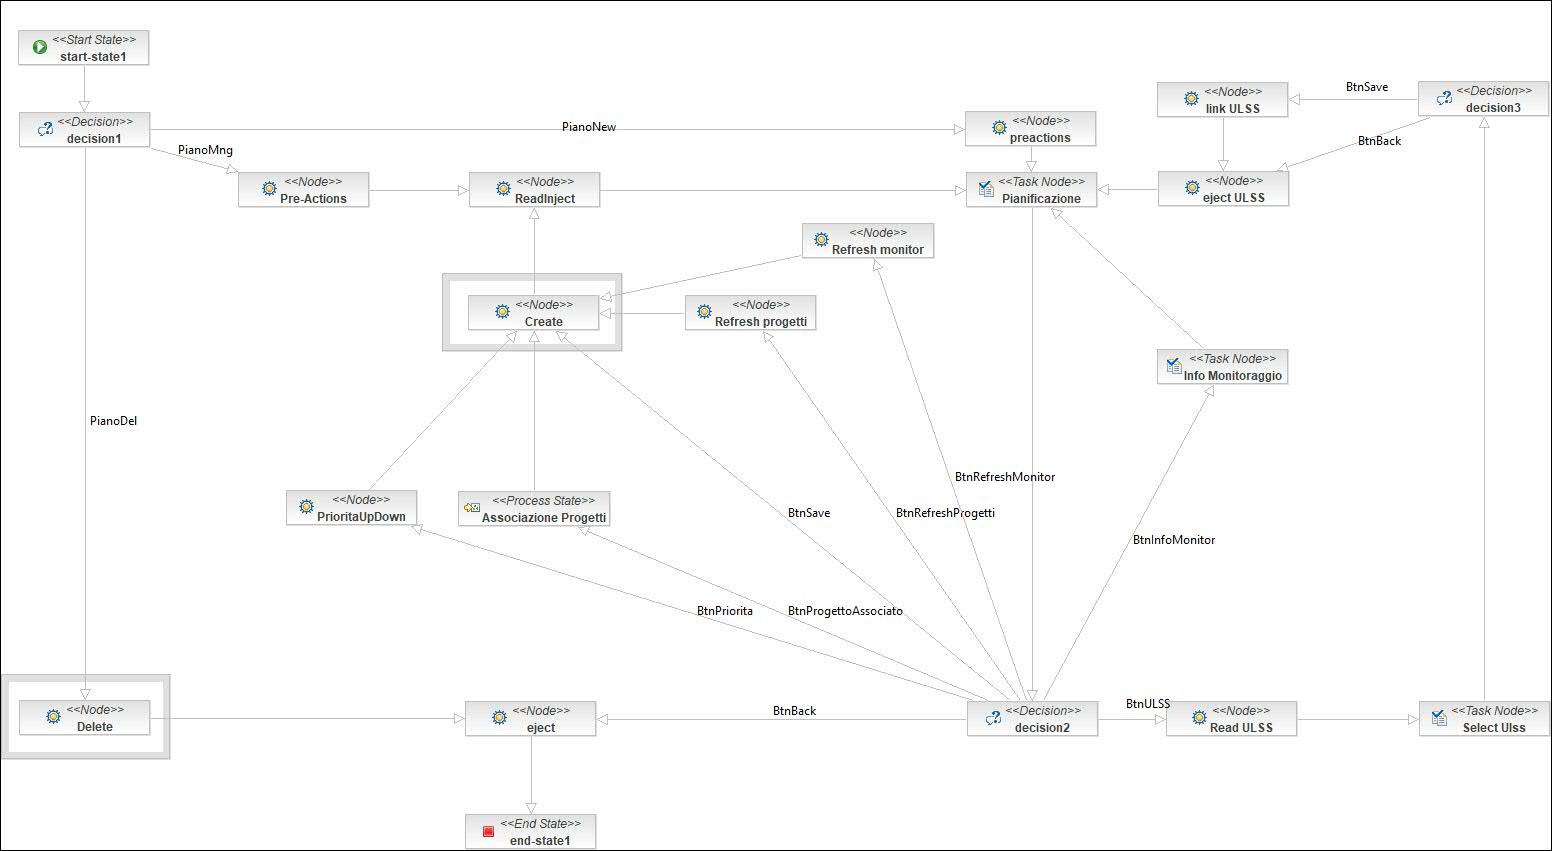 <<Start State>>
start-state1
<<Decision>>
decision1
PianoNew
<<Node>>
preactions
<<Node>>
link ULSS
BtnSave
<<Decision>>
decision3
BtnBack
PianoMng
<<Node>>
Pre-Actions
<<Node>>
ReadInject
<<Task Node>>
Pianificazione
<<Node>>
eject ULSS
<<Node>>
Refresh monitor
<<Node>>
Create
<<Node>>
Refresh progetti
<<Task Node>>
Info Monitoraggio
PianoDel
BtnRefreshMonitor
<<Node>>
PrioritaUpDown
<<Process State>>
Associazione Progetti
BtnSave
BtnRefreshProgetti
BtnInfoMonitor
BtnPriorita
BtnProgettoAssociato
<<Node>>
Delete
<<Node>>
eject
BtnBack
<<Decision>>
decision2
BtnULSS
<<Node>>
Read ULSS
<<Task Node>>
Select Ulss
<<End State>>
end-state1